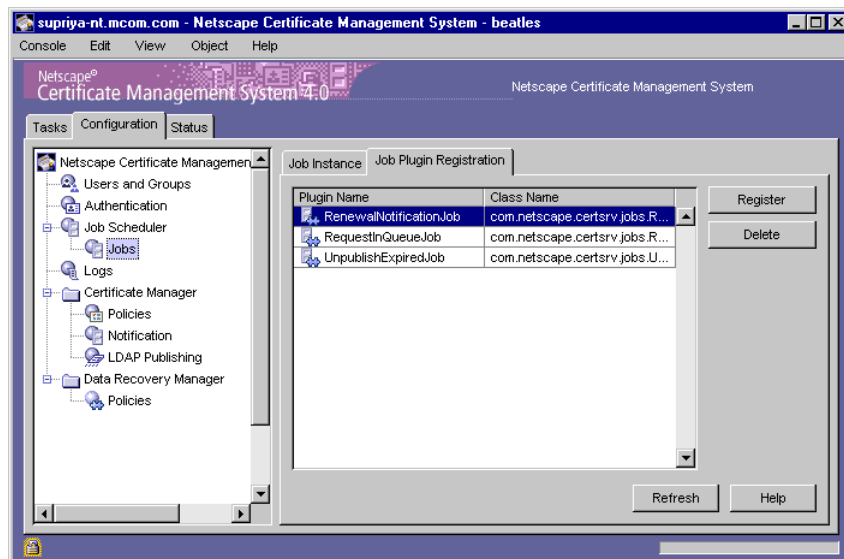 supriya-nt.mcom.com - Netscape Certificate Management System - beatles
Console Edit View Object Help
Netscape®
Certificate Management System 4.0
Netscape Certificate Management System
Tasks Configuration Status
Netscape Certificate Managemen
Users and Groups
Authentication
Job Scheduler
Jobs
Logs
Certificate Manager
Policies
Notification
LDAP Publishing
Data Recovery Manager
Policies
Job Instance Job Plugin Registration
Plugin Name Class Name
RenewalNotificationJob com.netscape.certsrv.jobs.R...
RequestInQueueJob com.netscape.certsrv.jobs.R...
UnpublishExpiredJob com.netscape.certsrv.jobs.U...
Register
Delete
Refresh Help